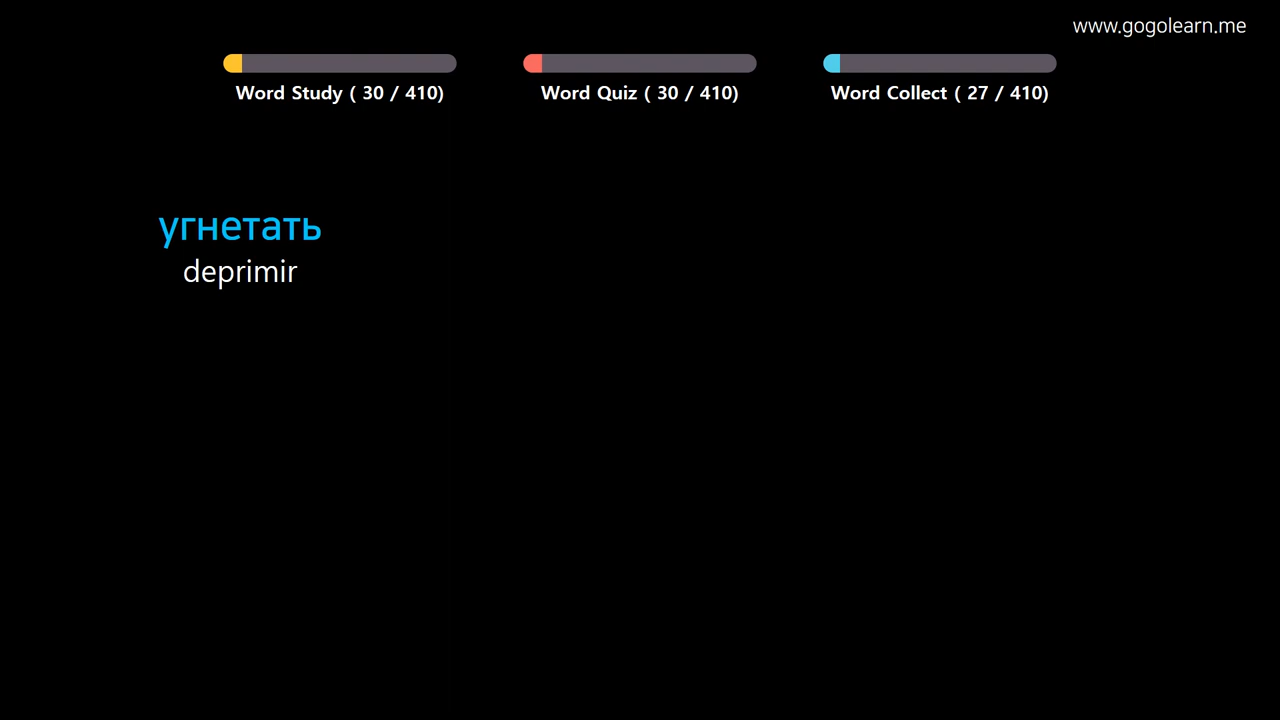 www.gogolearn.me
Word Study ( 30 / 410)
Word Quiz ( 30 / 410)
Word Collect ( 27 / 410)
угнетать
deprimir